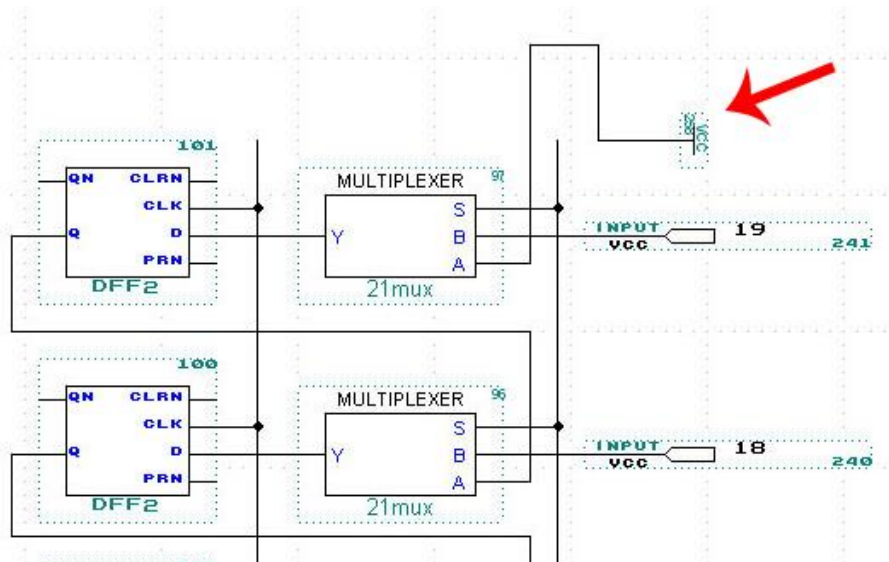 VCC
101
QN CLRN
CLK
Q D
PRN
DFF2
MULTIPLEXER 97
S
Y B
A
21mux
INPUT
VCC
19
241
100
QN CLRN
CLK
Q D
PRN
DFF2
MULTIPLEXER 96
S
Y B
A
21mux
INPUT
VCC
18
240